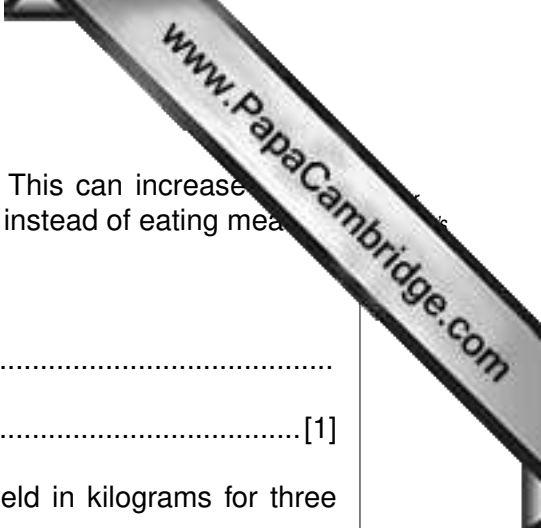 www.PapaCambridge.com
This can increase
instead of eating mea
....................................................
..............................................[1]
eld in kilograms for three